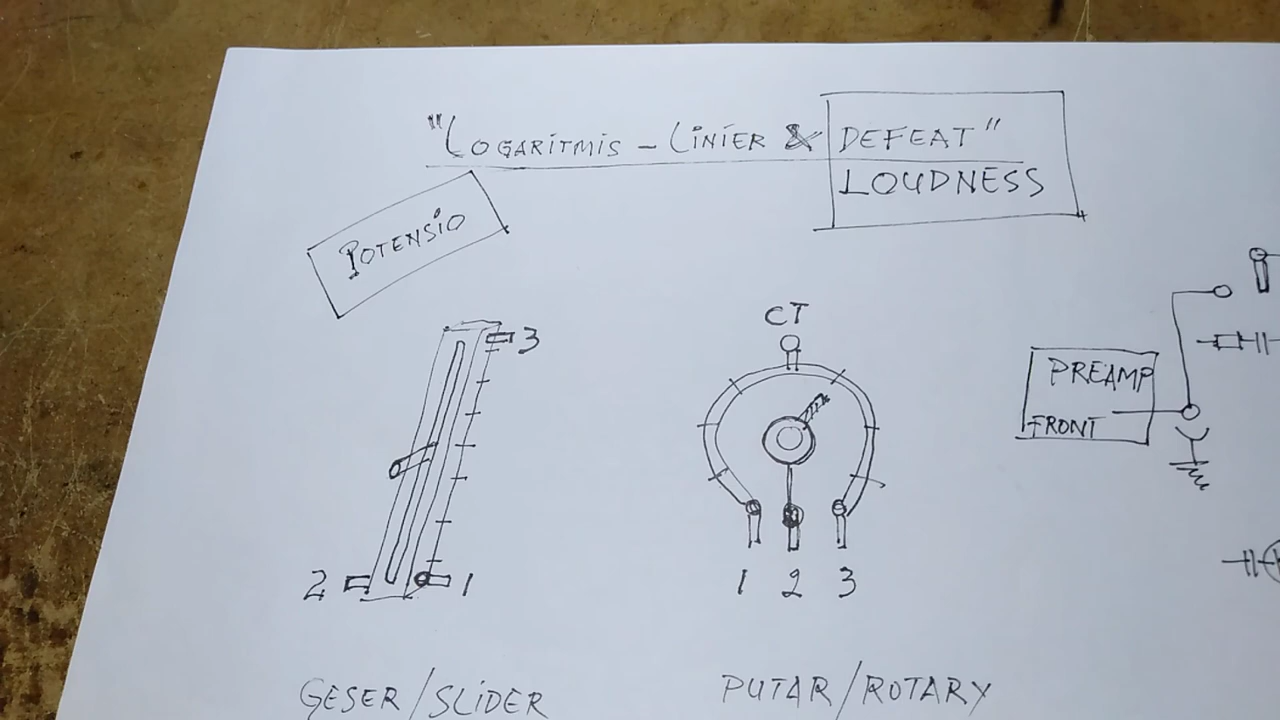 "LOGARITMIS - LINIER & DEFEAT"
LOUDNESS
POTENSIO
3
2
1
GESER/SLIDER
CT
1 2 3
PUTAR/ROTARY
PREAMP
FRONT